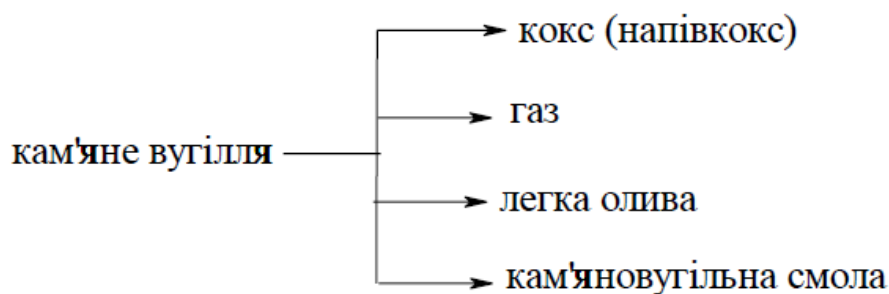 кокс (напівкокс)
газ
кам'яне вугілля
легка олива
кам'яновугільна смола